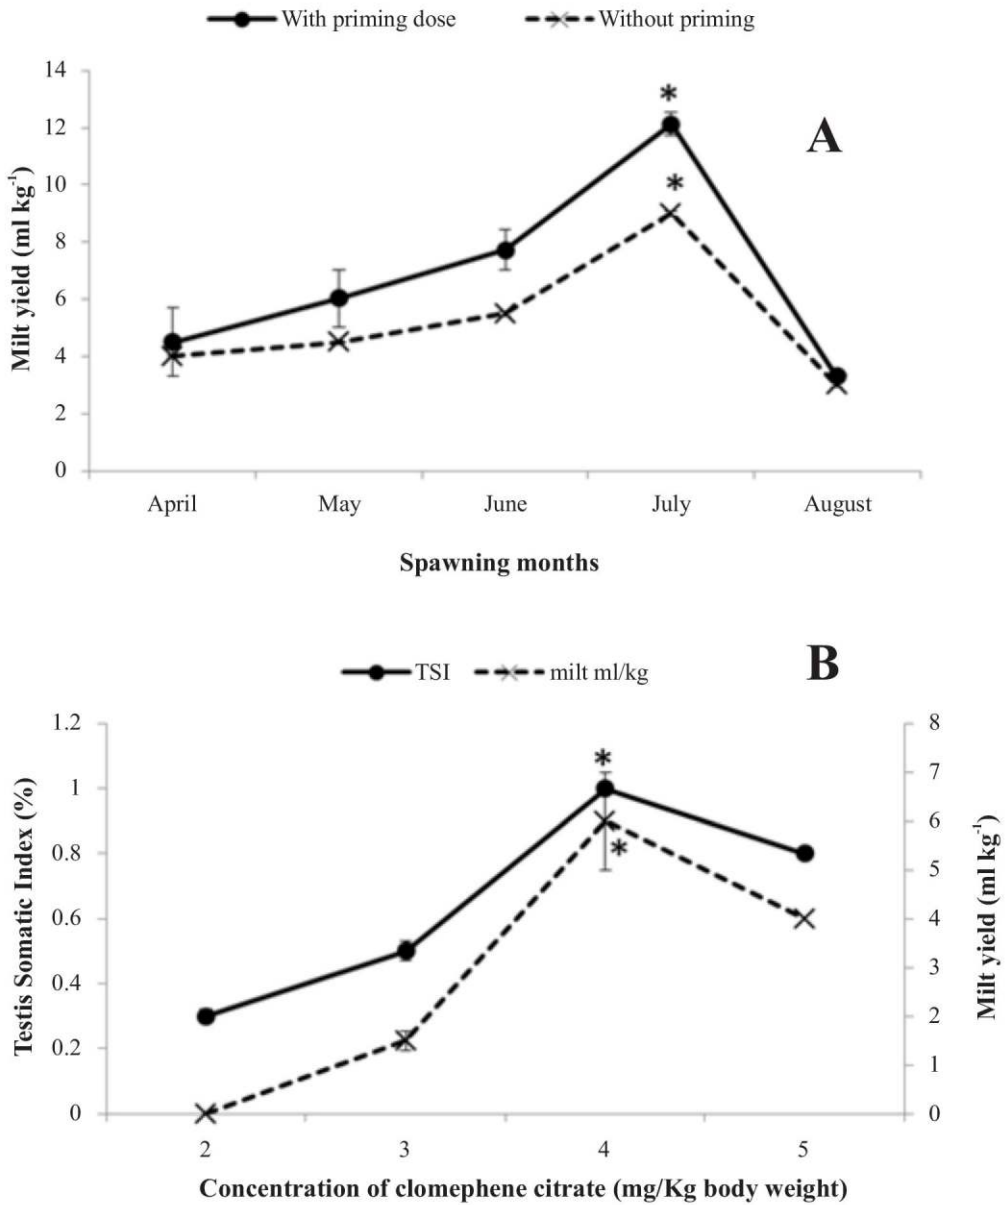 With priming dose Without priming
A
14
12
10
8
6
4
2
0
Milt yield (ml kg-1)
*
*
April May June July August
Spawning months
B
TSI milt ml/kg
1.2
1
0.8
0.6
0.4
0.2
0
Testis Somatic Index (%)
*
*
8
7
6
5
4
3
2
1
0
Milt yield (ml kg-1)
2 3 4 5
Concentration of clomephene citrate (mg/Kg body weight)